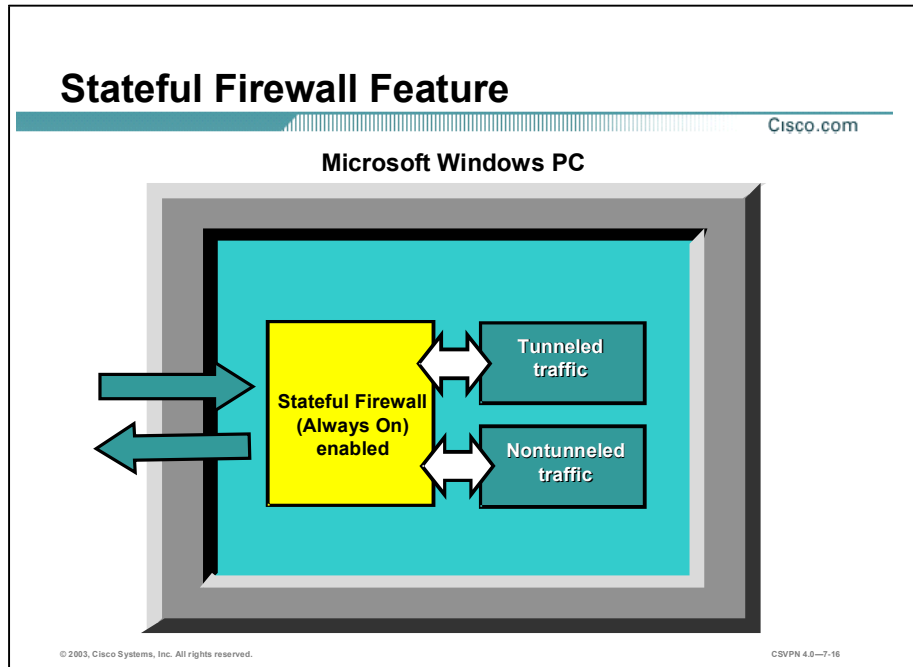 Stateful Firewall Feature
Cisco.com
Microsoft Windows PC
Tunneled
traffic
Stateful Firewall
(Always On)
enabled
Nontunneled
traffic
© 2003, Cisco Systems, Inc. All rights reserved.
CSVPN 4.0—7-16